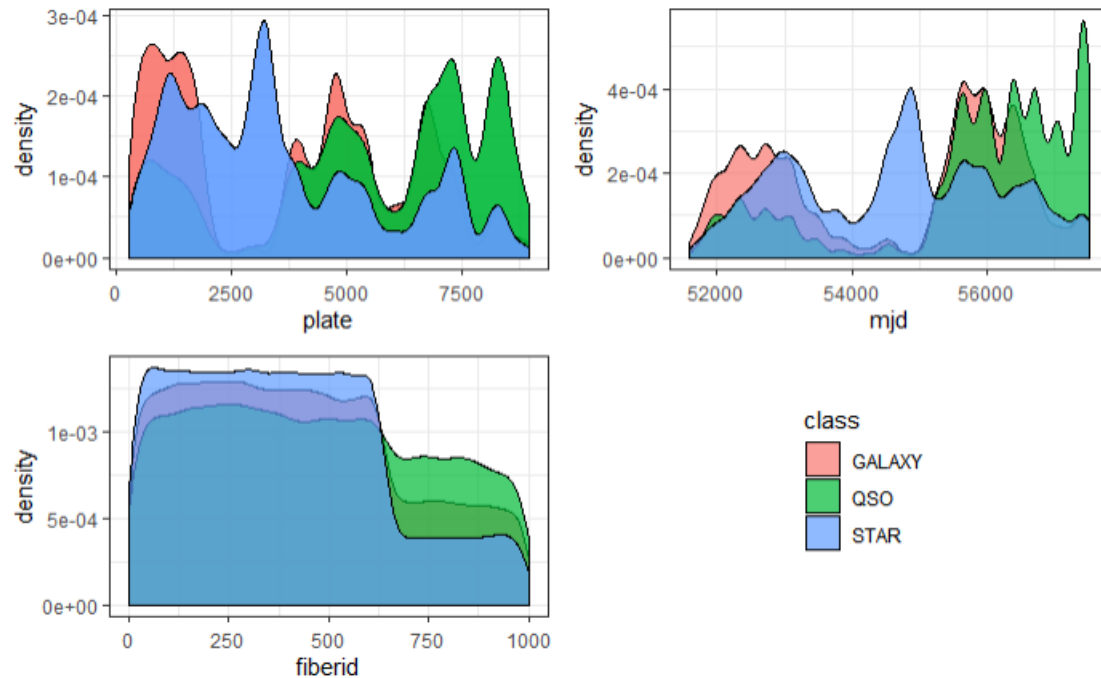 3e-04
2e-04
1e-04
0e+00
density
0
2500
5000
7500
plate
4e-04
2e-04
0e+00
density
52000
54000
56000
mjd
1e-03
5e-04
0e+00
density
0
250
500
750
1000
fiberid
class
GALAXY
QSO
STAR